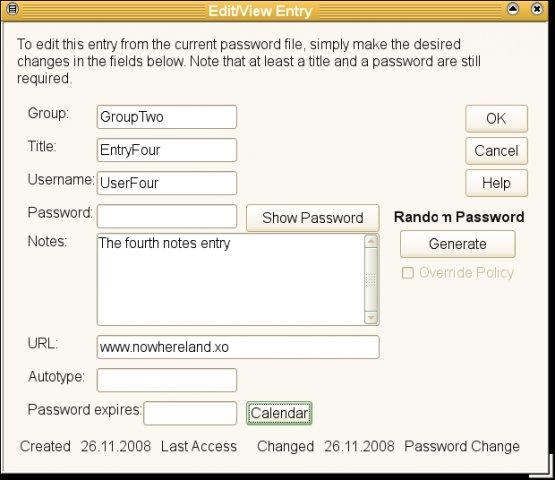 Edit/View Entry
To edit this entry from the current password file, simply make the desired
changes in the fields below. Note that at least a title and a password are still
required.
Group: GroupTwo OK
Title: EntryFour Cancel
Username: UserFour Help
Password: Show Password Random Password
Notes: The fourth notes entry Generate
Override Policy
URL: www.nowhereland.xo
Autotype:
Password expires: Calendar
Created 26.11.2008 Last Access Changed 26.11.2008 Password Change